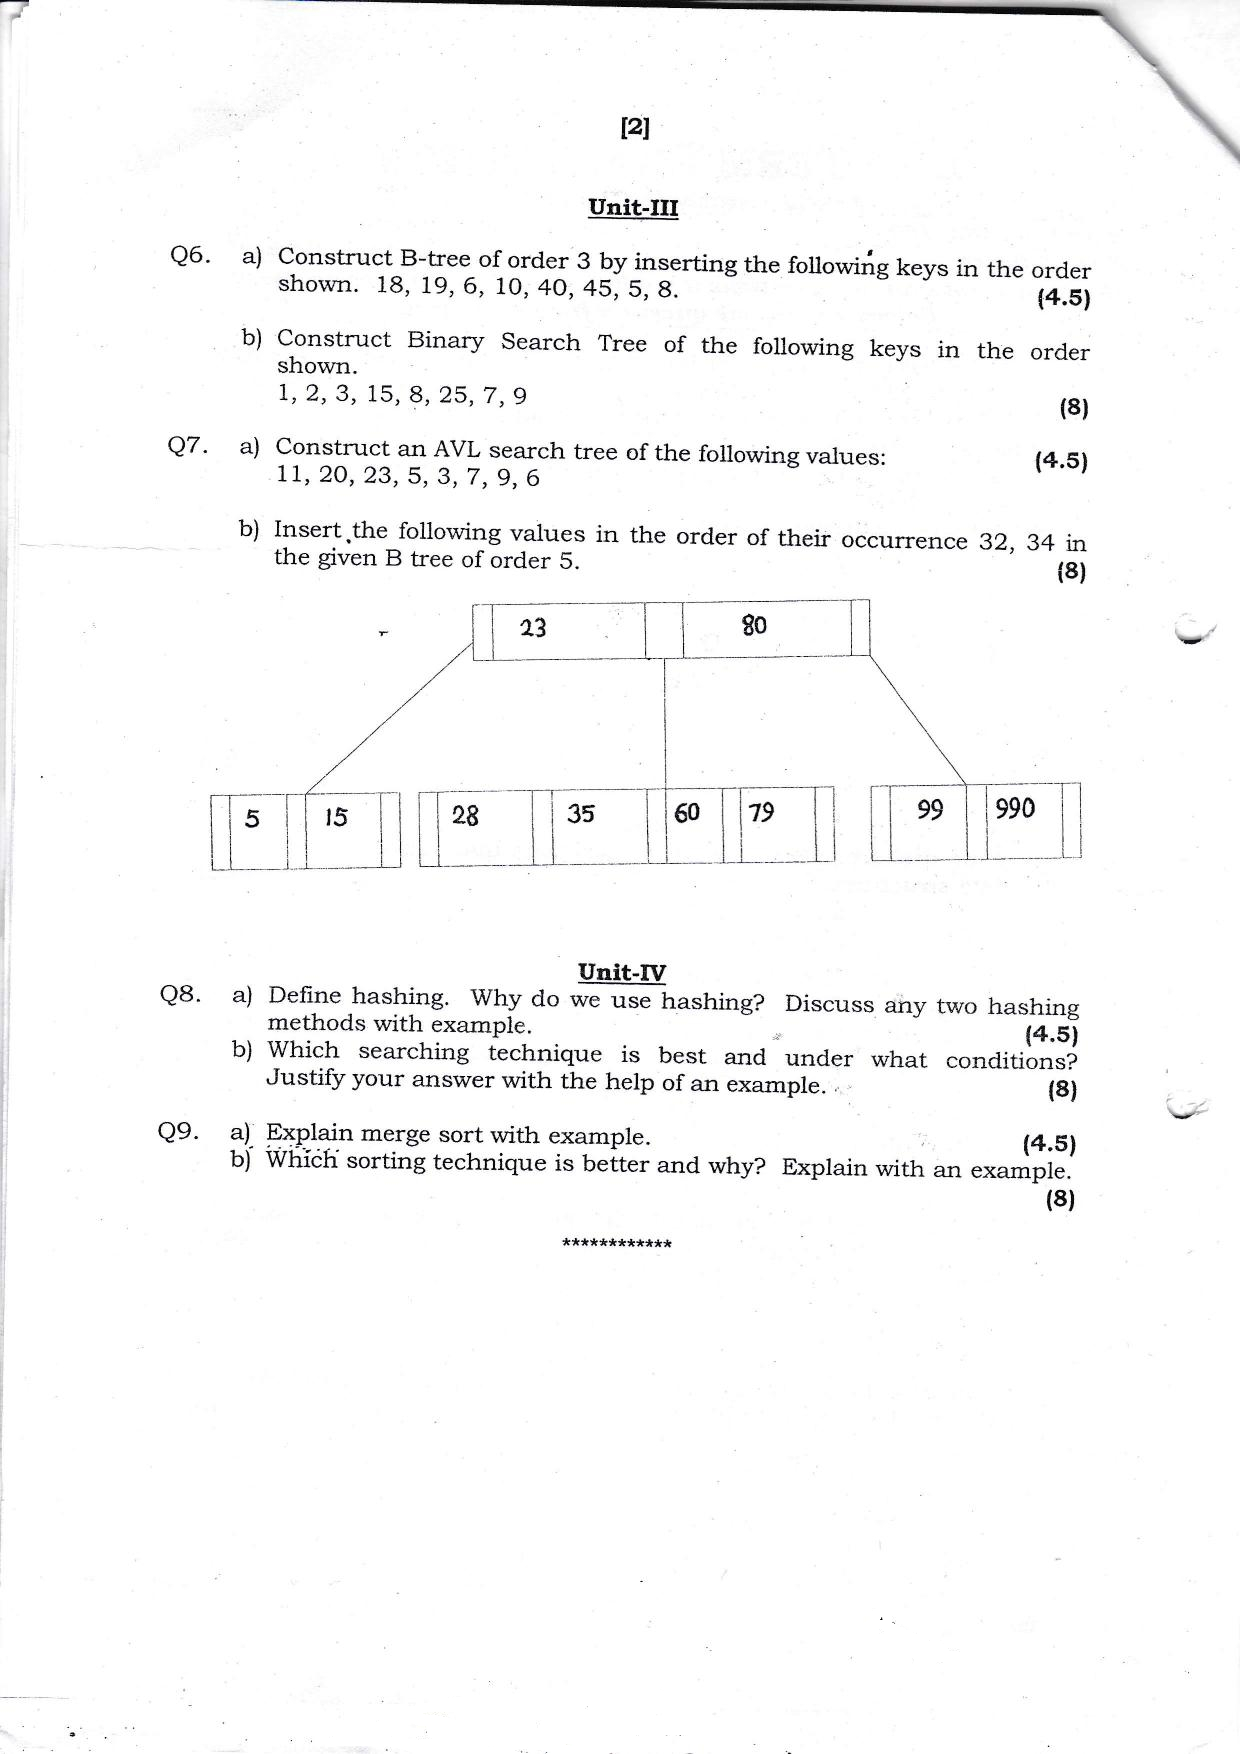 [2]
Unit-III
Q6. a) Construct B-tree of order 3 by inserting the following keys in the order
shown. 18, 19, 6, 10, 40, 45, 5, 8. (4.5)
b) Construct Binary Search Tree of the following keys in the order
shown.
1, 2, 3, 15, 8, 25, 7, 9 (8)
Q7. a) Construct an AVL search tree of the following values: (4.5)
11, 20, 23, 5, 3, 7, 9, 6
b) Insert the following values in the order of their occurrence 32, 34 in
the given B tree of order 5. (8)
23 80
5 15 28 35 60 79 99 990
Unit-IV
Q8. a) Define hashing. Why do we use hashing? Discuss any two hashing
methods with example. (4.5)
b) Which searching technique is best and under what conditions?
Justify your answer with the help of an example. (8)
Q9. a) Explain merge sort with example. (4.5)
b) Which sorting technique is better and why? Explain with an example.
(8)
************